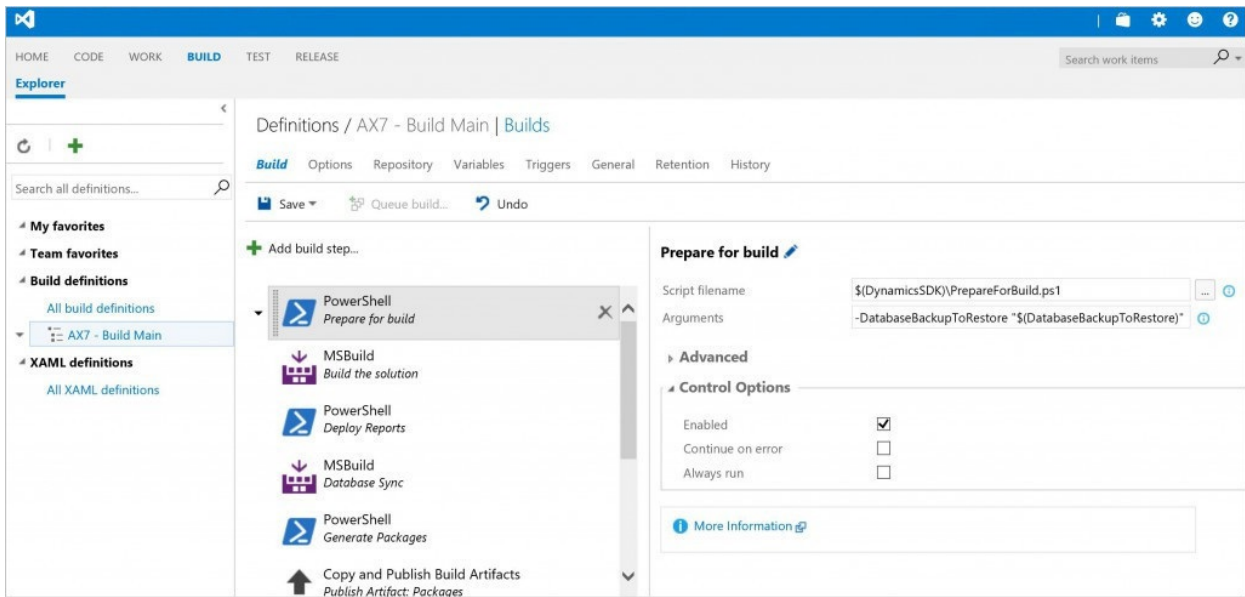 HOME CODE WORK BUILD TEST RELEASE
Search work items
Explorer
Definitions / AX7 - Build Main | Builds
Build Options Repository Variables Triggers General Retention History
Search all definitions...
Save Queue build... Undo
My favorites
Team favorites
Build definitions
All build definitions
AX7 - Build Main
XAML definitions
All XAML definitions
Add build step...
PowerShell
Prepare for build
MSBuild
Build the solution
PowerShell
Deploy Reports
MSBuild
Database Sync
PowerShell
Generate Packages
Copy and Publish Build Artifacts
Publish Artifact: Packages
Prepare for build
Script filename $(DynamicsSDK)\PrepareForBuild.ps1 ...
Arguments -DatabaseBackupToRestore "$(DatabaseBackupToRestore)"
Advanced
Control Options
Enabled
Continue on error
Always run
More Information